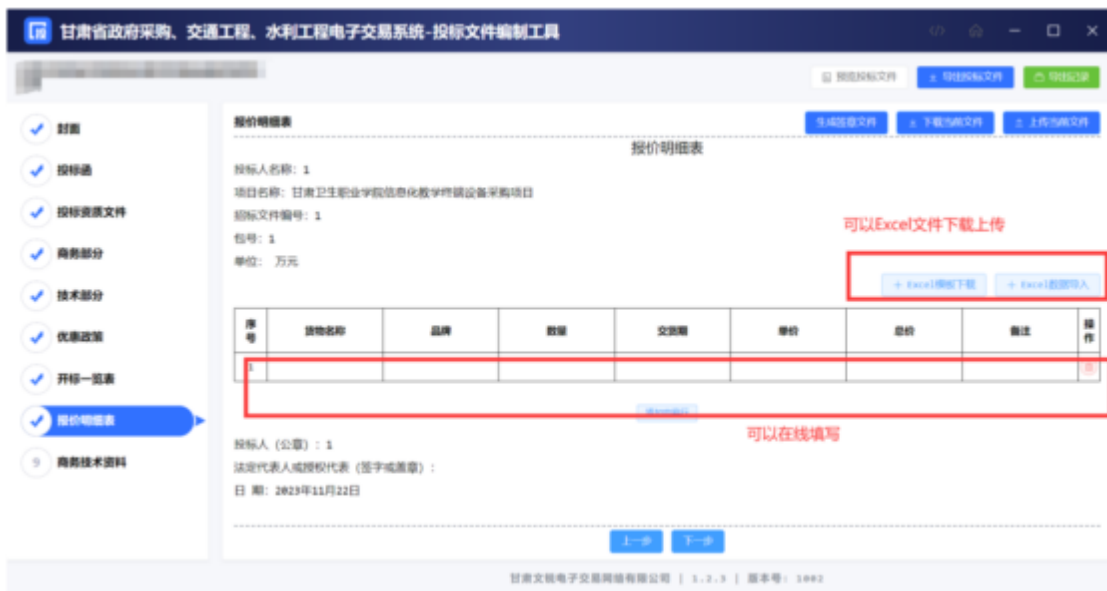 甘肃省政府采购、交通工程、水利工程电子交易系统-投标文件编制工具
预览投标文件 导出投标文件 导出记录
封面
投标函
投标资质文件
商务部分
技术部分
优惠政策
开标一览表
报价明细表
9 商务技术资料
报价明细表 生成签章文件 下载当前文件 上传当前文件
报价明细表
投标人名称：1
项目名称：甘肃卫生职业学院信息化教学终端设备采购项目
招标文件编号：1
包号：1
单位： 万元
可以Excel文件下载上传
+ Excel模板下载 + Excel数据导入
序号 货物名称 品牌 数量 交货期 单价 总价 备注 操作
1
可以在线填写
投标人（公章）：1
法定代表人或授权代表（签字或盖章）：
日 期：2023年11月22日
上一步 下一步
甘肃文锐电子交易网络有限公司 | 1.2.3 | 版本号：1002